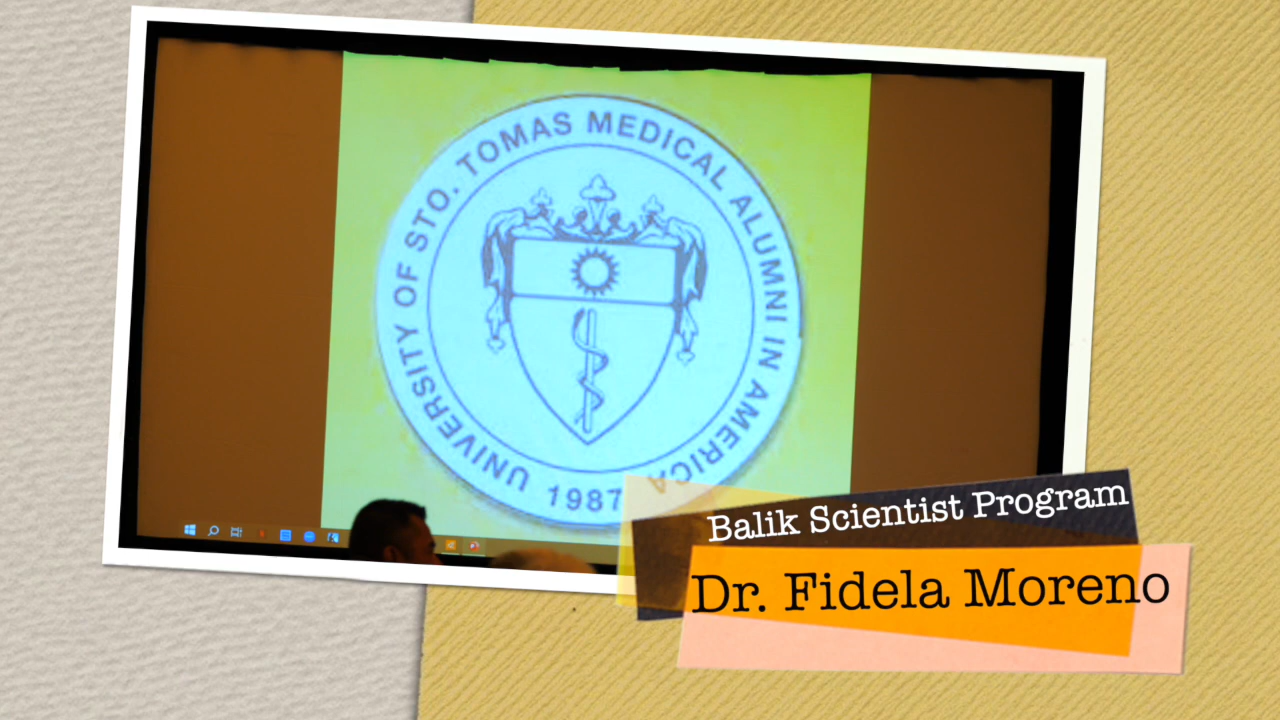 UNIVERSITY OF STO. TOMAS MEDICAL ALUMNI IN AMERICA
1987
Balik Scientist Program
Dr. Fidela Moreno